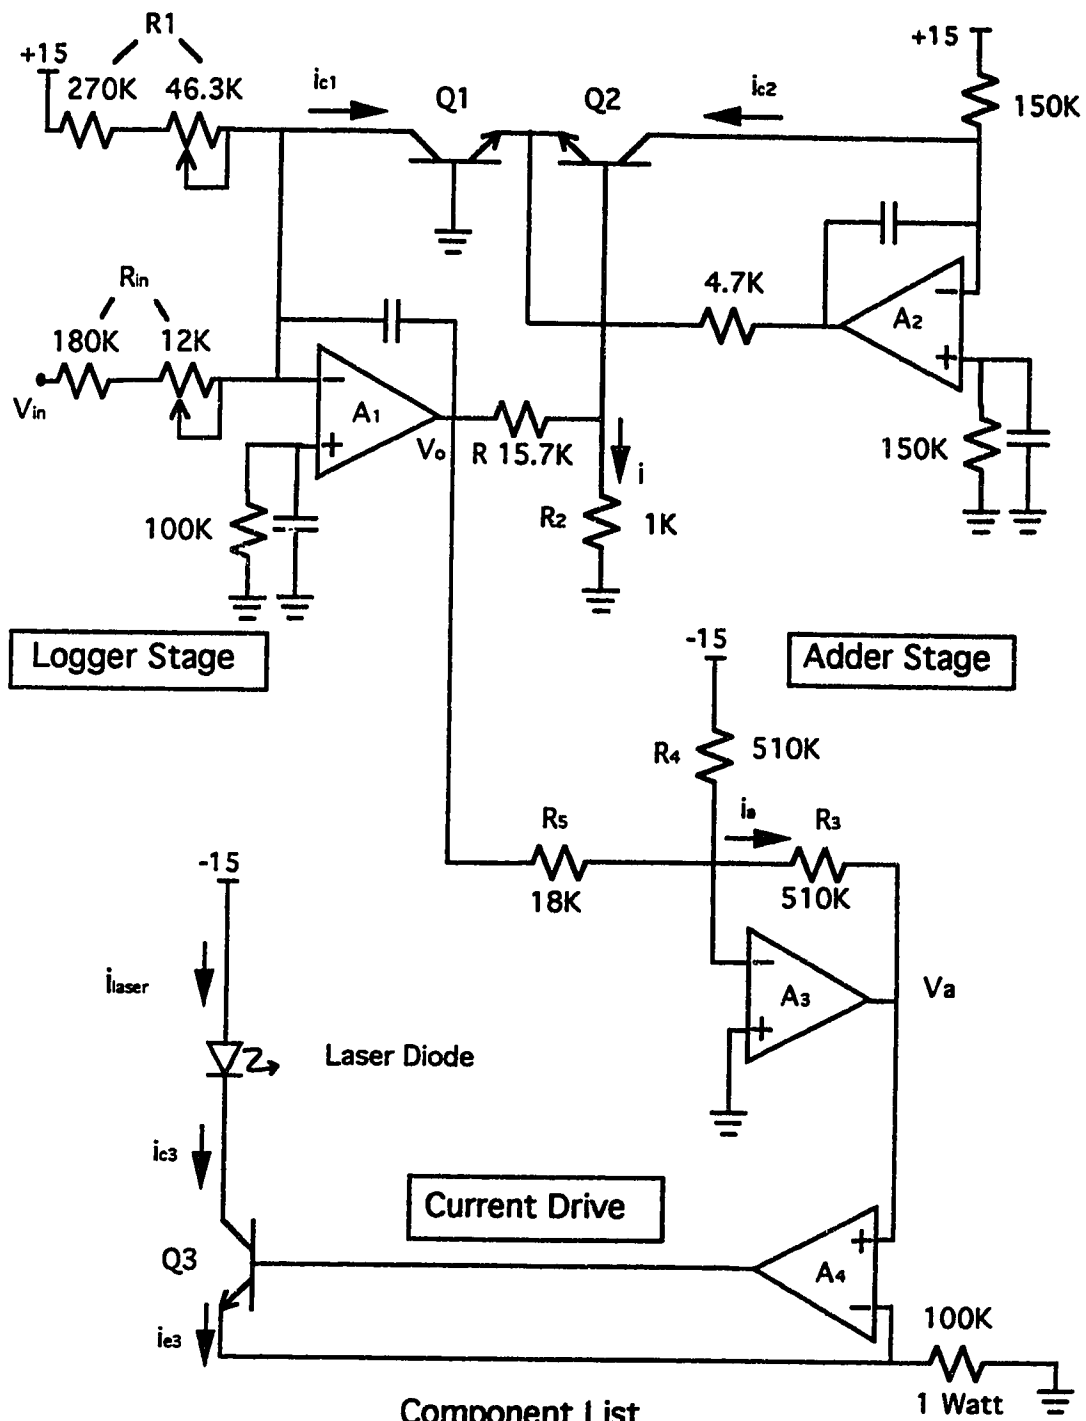 R1
+15
270K 46.3K
ic1
Q1
Q2
ic2
+15
150K
Rin
180K 12K
Vin
4.7K
A2
−
+
−
A1
+
Vo
R 15.7K
i
150K
100K
R2
1K
Logger Stage
Adder Stage
-15
R4
510K
ia
R3
R5
18K
510K
-15
ilaser
−
A3
+
Va
Laser Diode
ic3
Current Drive
Q3
+
A4
−
ie3
100K
1 Watt
Component List